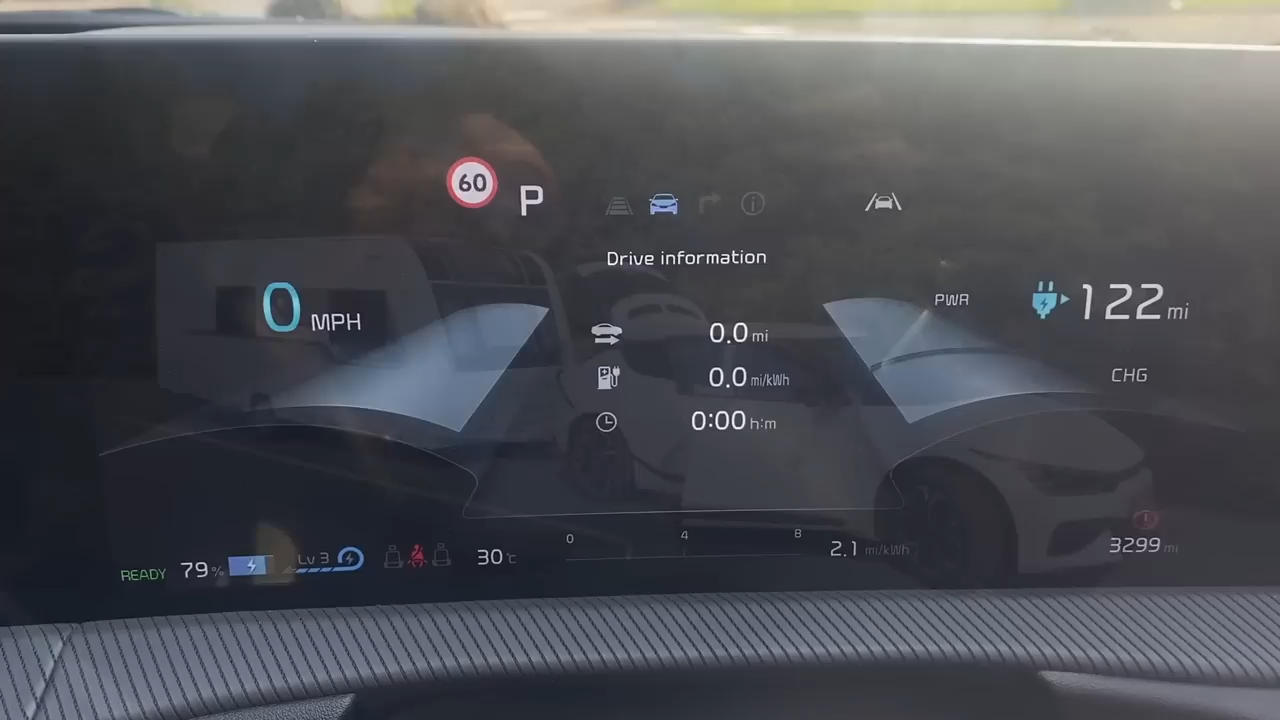 60
P
Drive information
0 MPH
0.0 mi
0.0 mi/kWh
0:00 h:m
PWR
122 mi
CHG
READY 79% Lv 3 30°C
0 4 8
2.1 mi/kWh
3299 mi